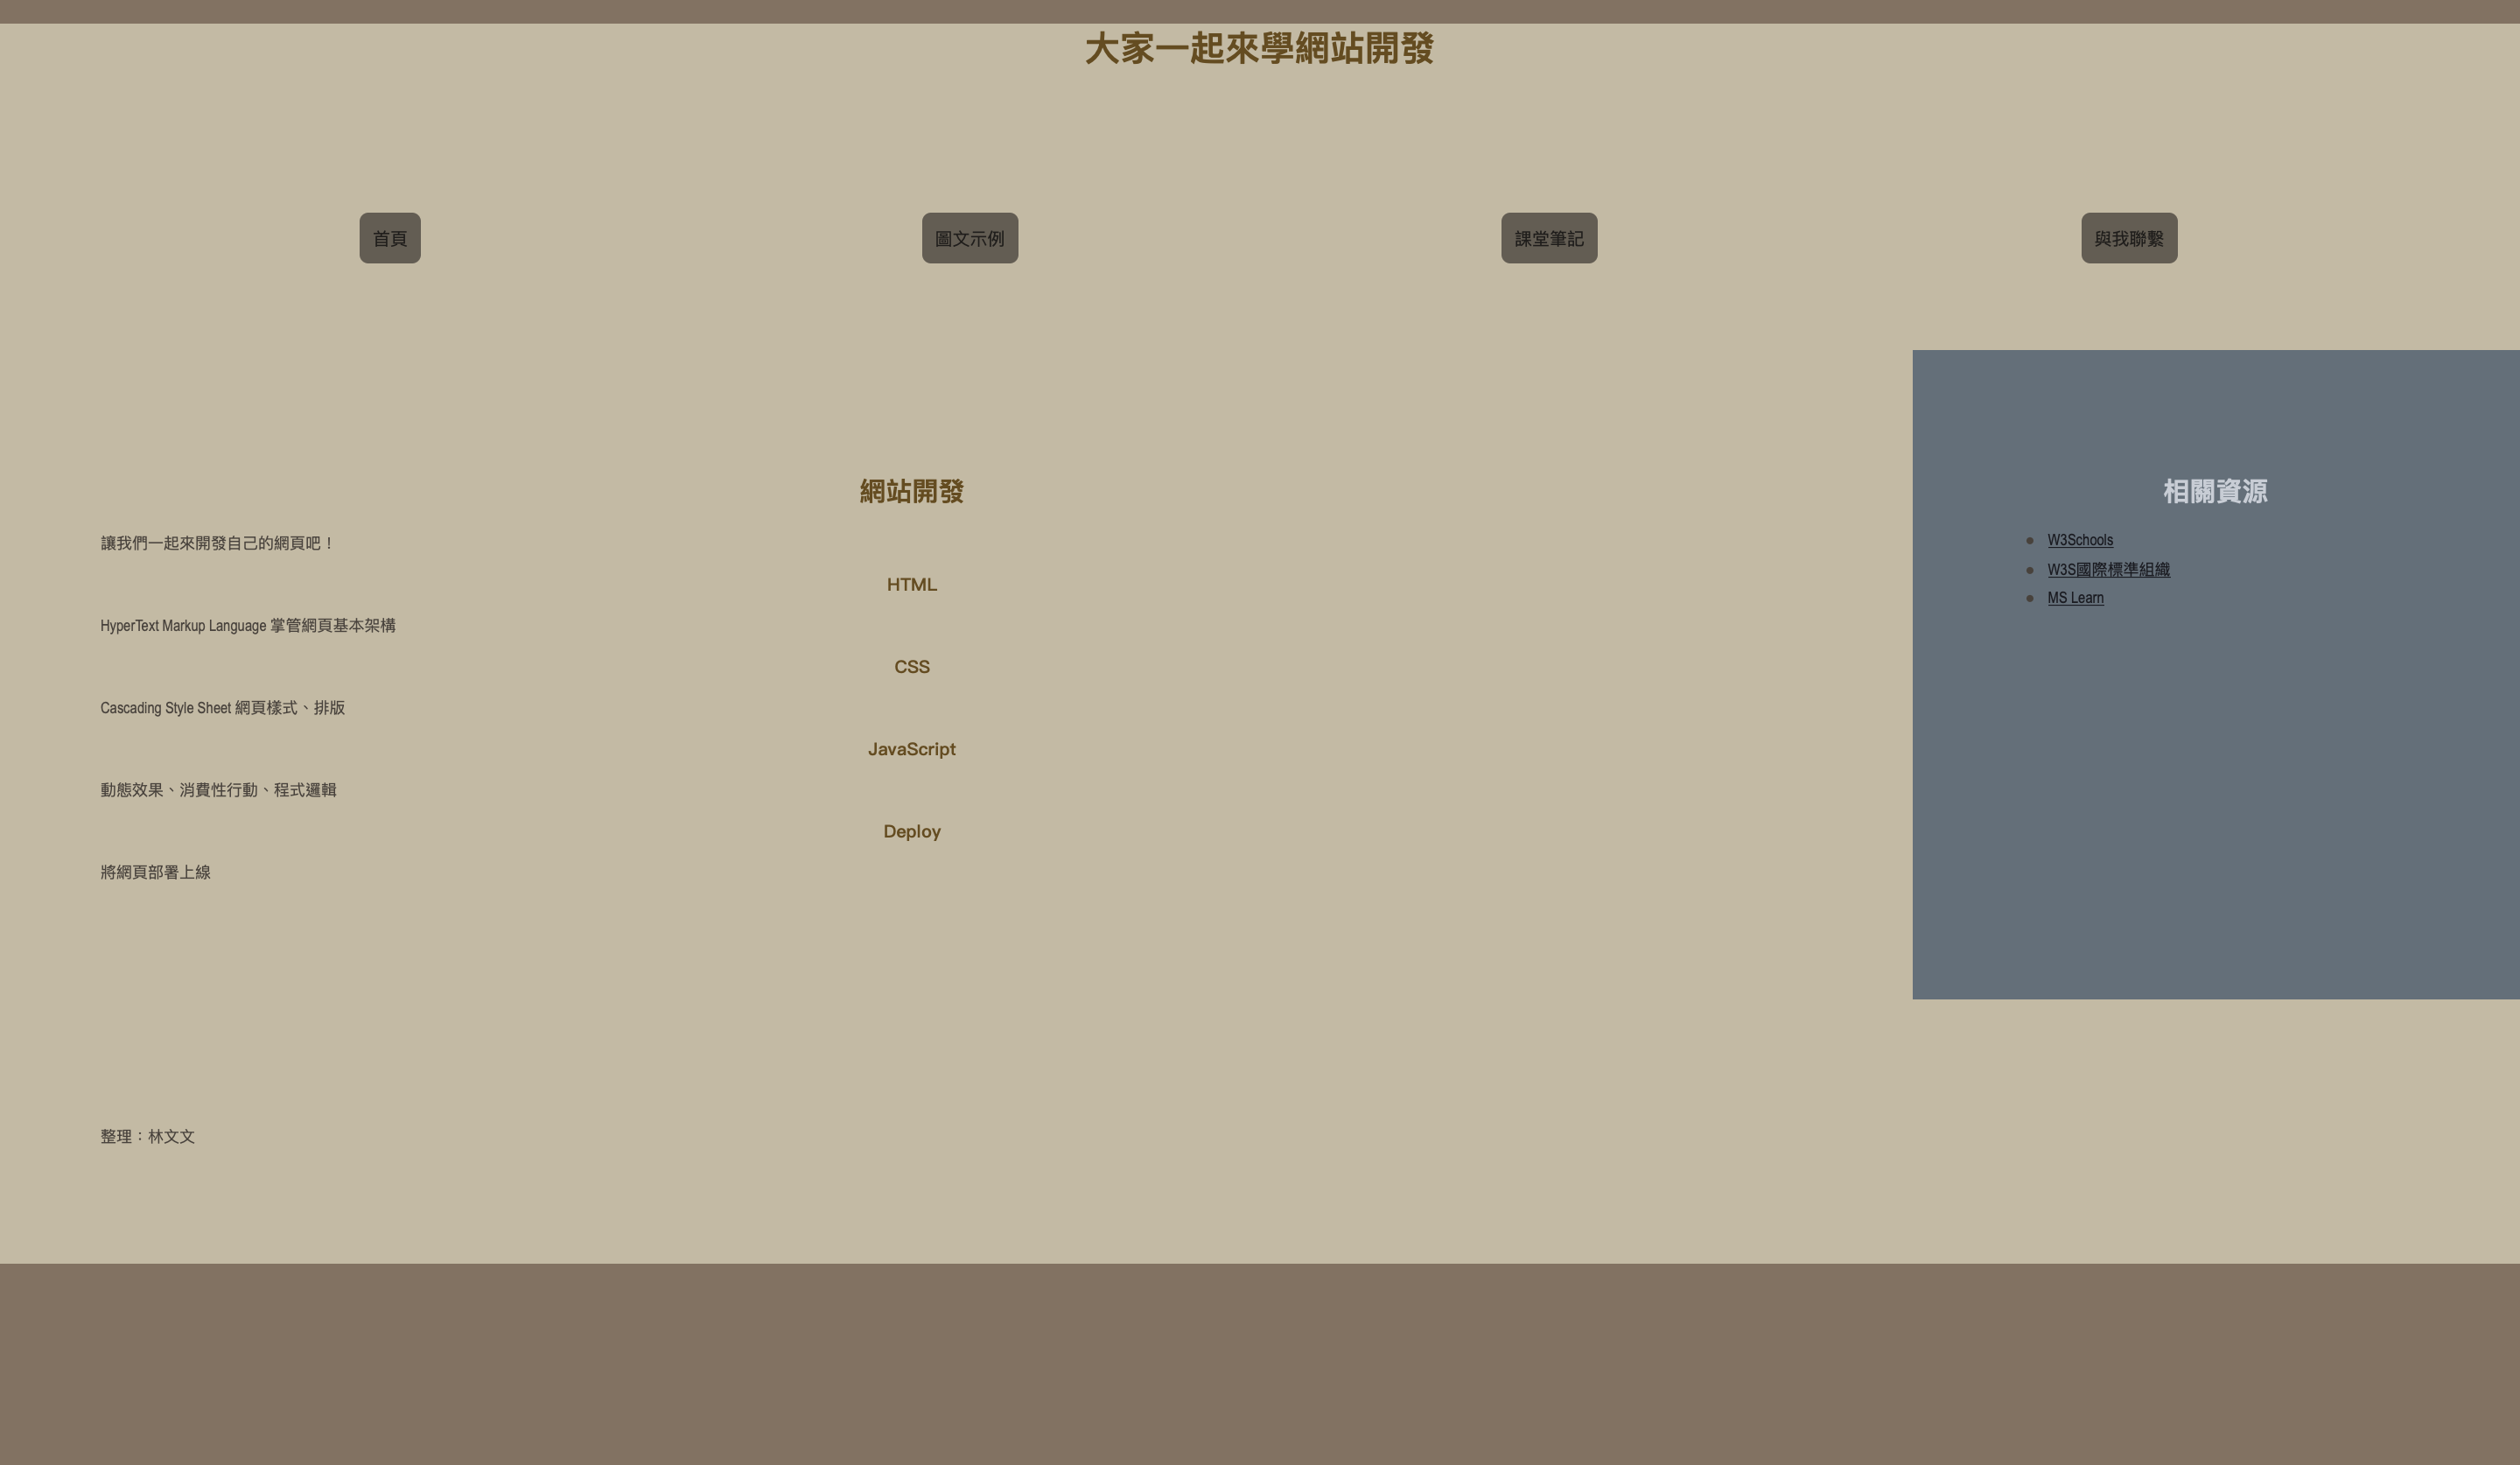 大家一起來學網站開發
首頁
圖文示例
課堂筆記
與我聯繫
網站開發
讓我們一起來開發自己的網頁吧！
HTML
HyperText Markup Language 掌管網頁基本架構
CSS
Cascading Style Sheet 網頁樣式、排版
JavaScript
動態效果、消費性行動、程式邏輯
Deploy
將網頁部署上線
相關資源
W3Schools
W3S國際標準組織
MS Learn
整理：林文文